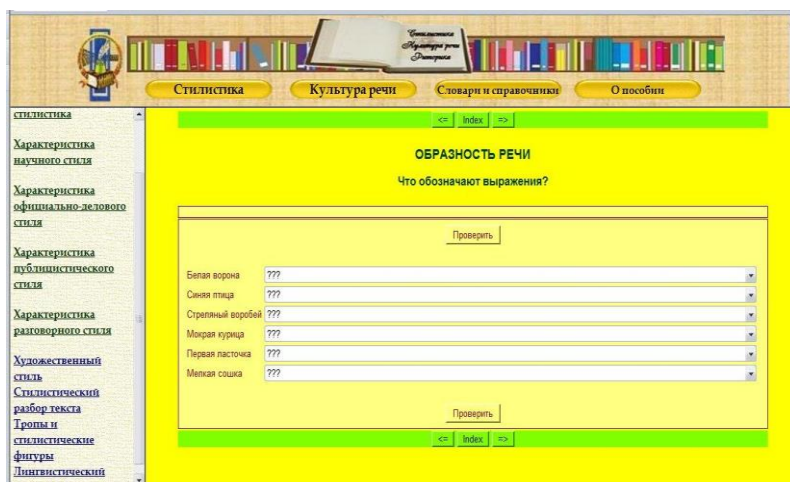 Стилистика
Культура речи
Риторика
Стилистика
Культура речи
Словари и справочники
О пособии
стилистика
Характеристика
научного стиля
Характеристика
официально-делового
стиля
Характеристика
публицистического
стиля
Характеристика
разговорного стиля
Художественный
стиль
Стилистический
разбор текста
Тропы и
стилистические
фигуры
Лингвистический
<= Index =>
ОБРАЗНОСТЬ РЕЧИ
Что обозначают выражения?
Проверить
Белая ворона ???
Синяя птица ???
Стреляный воробей ???
Мокрая курица ???
Первая ласточка ???
Мелкая сошка ???
Проверить
<= Index =>